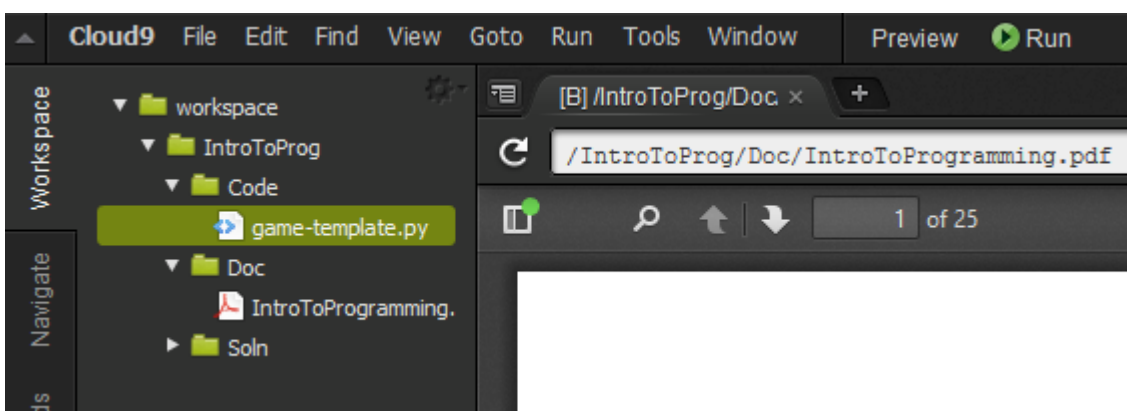 Cloud9 File Edit Find View Goto Run Tools Window Preview Run
Workspace
Navigate
workspace
IntroToProg
Code
game-template.py
Doc
IntroToProgramming.
Soln
[B] /IntroToProg/Doc
/IntroToProg/Doc/IntroToProgramming.pdf
1 of 25